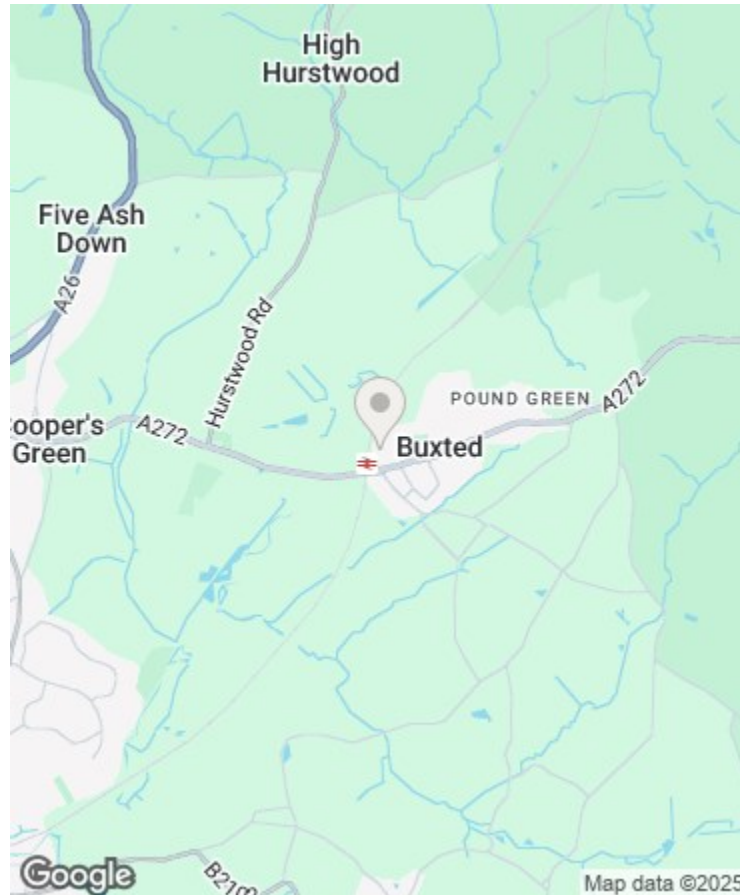 High
Hurstwood
Five Ash
Down
A26
Hurstwood Rd
POUND GREEN
A272
ooper's
Green
A272
Buxted
Google
Map data ©2025